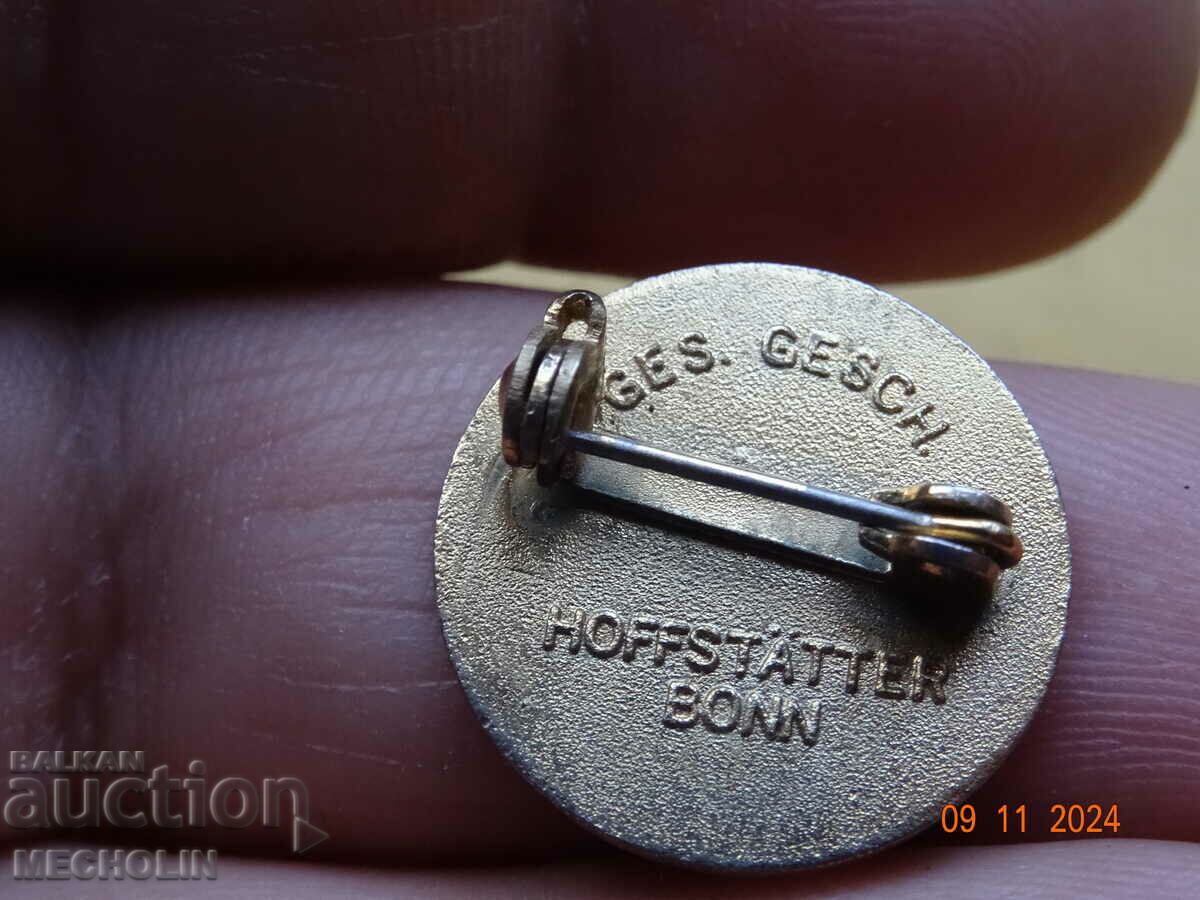 GES. GESCH.
HOFFSTÄTTER
BONN
BALKAN
auction
MECHOLIN
09 11 2024